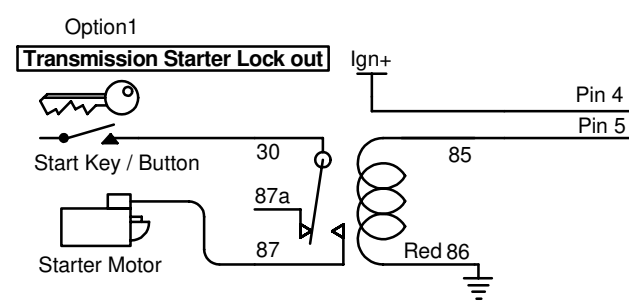 Option1
Transmission Starter Lock out
Ign+
Pin 4
Pin 5
Start Key / Button
30
85
87a
87
Red 86
Starter Motor